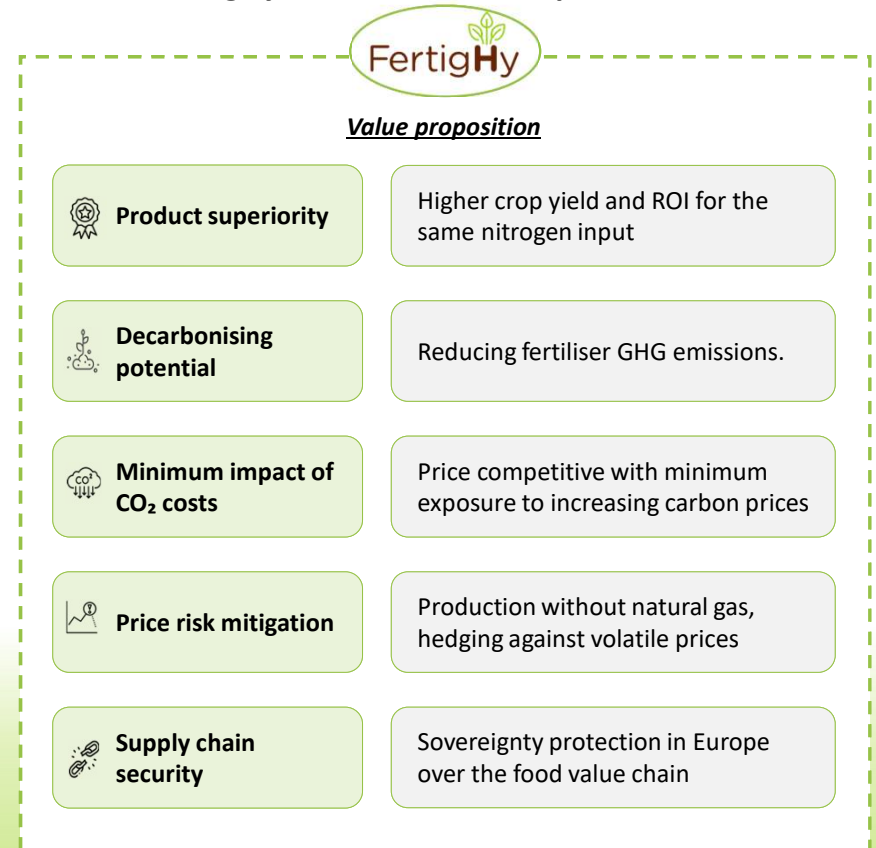 FertigHy
Value proposition
Product superiority
Higher crop yield and ROI for the
same nitrogen input
Decarbonising
potential
Reducing fertiliser GHG emissions.
CO²
Minimum impact of
CO₂ costs
Price competitive with minimum
exposure to increasing carbon prices
Price risk mitigation
Production without natural gas,
hedging against volatile prices
Supply chain
security
Sovereignty protection in Europe
over the food value chain